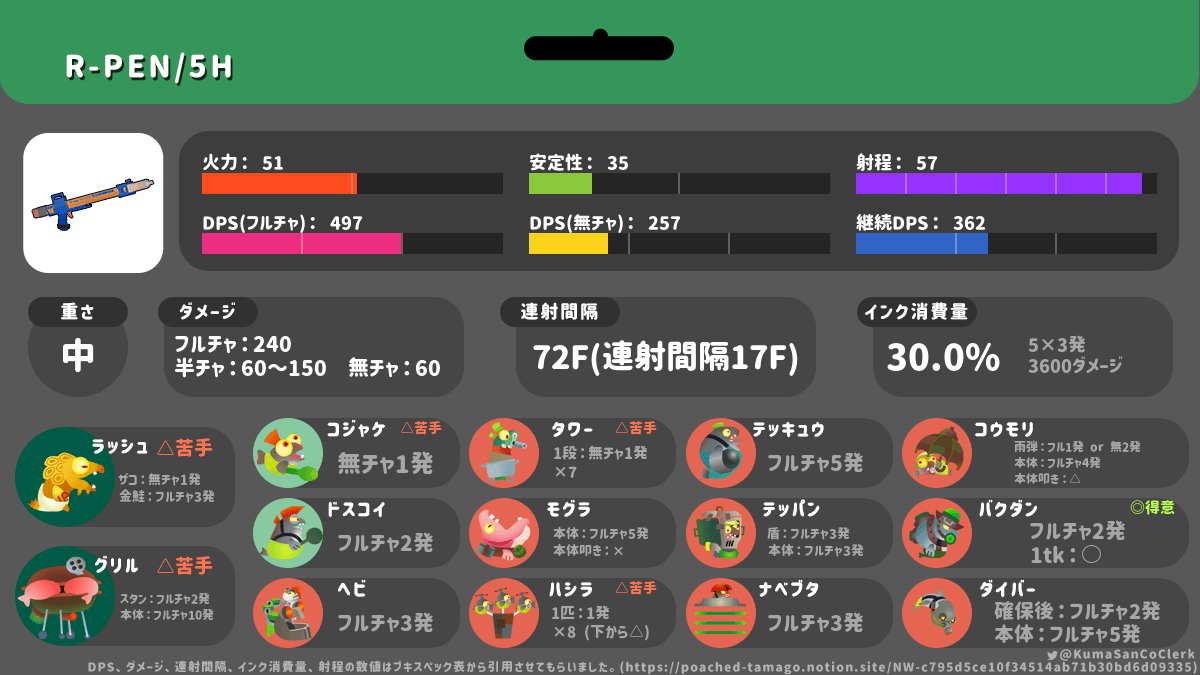 R-PEN/5H
火力： 51
安定性： 35
射程： 57
DPS(フルチャ)： 497
DPS(無チャ)： 257
継続DPS： 362
重さ
中
ダメージ
フルチャ：240
半チャ：60〜150　無チャ：60
連射間隔
72F(連射間隔17F)
インク消費量
30.0%
5×3発
3600ダメージ
ラッシュ △苦手
ザコ：無チャ1発
金鮭：フルチャ3発
グリル △苦手
スタン：フルチャ2発
本体：フルチャ10発
コジャケ △苦手
無チャ1発
タワー △苦手
1段：無チャ1発
×7
テッキュウ
フルチャ5発
コウモリ
雨弾：フル1発 or 無2発
本体：フルチャ4発
本体叩き：△
ドスコイ
フルチャ2発
モグラ
本体：フルチャ5発
本体叩き：×
テッパン
盾：フルチャ3発
本体：フルチャ3発
バクダン ◎得意
フルチャ2発
1tk：○
ヘビ
フルチャ3発
ハシラ △苦手
1匹：1発
×8 (下から△)
ナベブタ
フルチャ3発
ダイバー
確保後：フルチャ2発
本体：フルチャ5発
@KumaSanCoClerk
DPS、ダメージ、連射間隔、インク消費量、射程の数値はブキスペック表から引用させてもらいました。(https://poached-tamago.notion.site/NW-c795d5ce10f34514ab71b30bd6d09335)